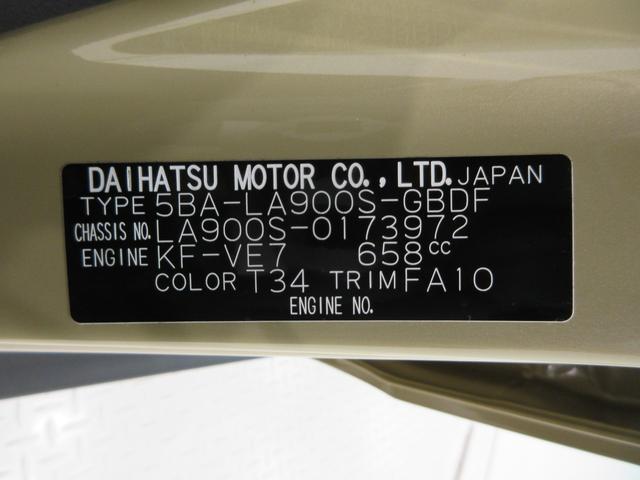 DAIHATSU MOTOR CO., LTD. JAPAN
TYPE 5BA-LA900S-GBDF
CHASSIS NO. LA900S-0173972
ENGINE KF-VE7 658cc
COLOR T34 TRIM FA10
ENGINE NO.